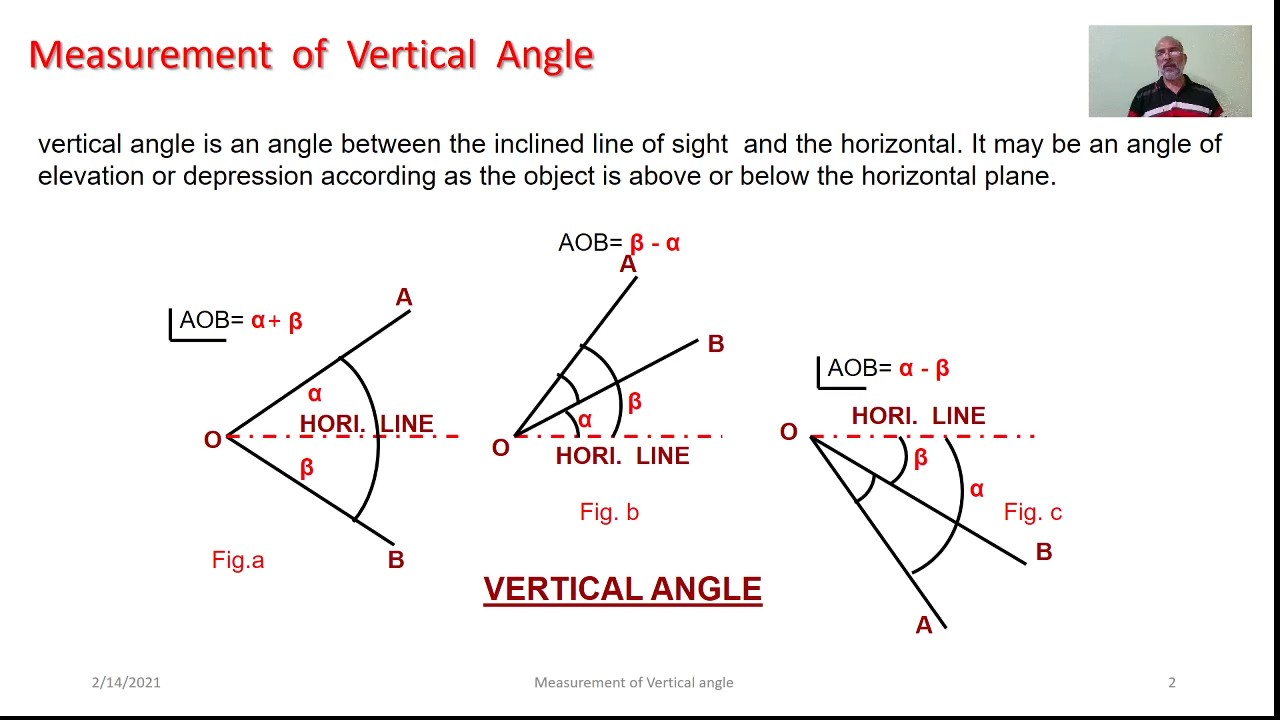 Measurement of Vertical Angle
vertical angle is an angle between the inclined line of sight and the horizontal. It may be an angle of
elevation or depression according as the object is above or below the horizontal plane.
AOB= α+ β
A
α
HORI. LINE
O
β
B
Fig.a
AOB= β - α
A
B
β
α
O
HORI. LINE
Fig. b
AOB= α - β
HORI. LINE
O
β
α
Fig. c
B
A
VERTICAL ANGLE
2/14/2021
Measurement of Vertical angle
2